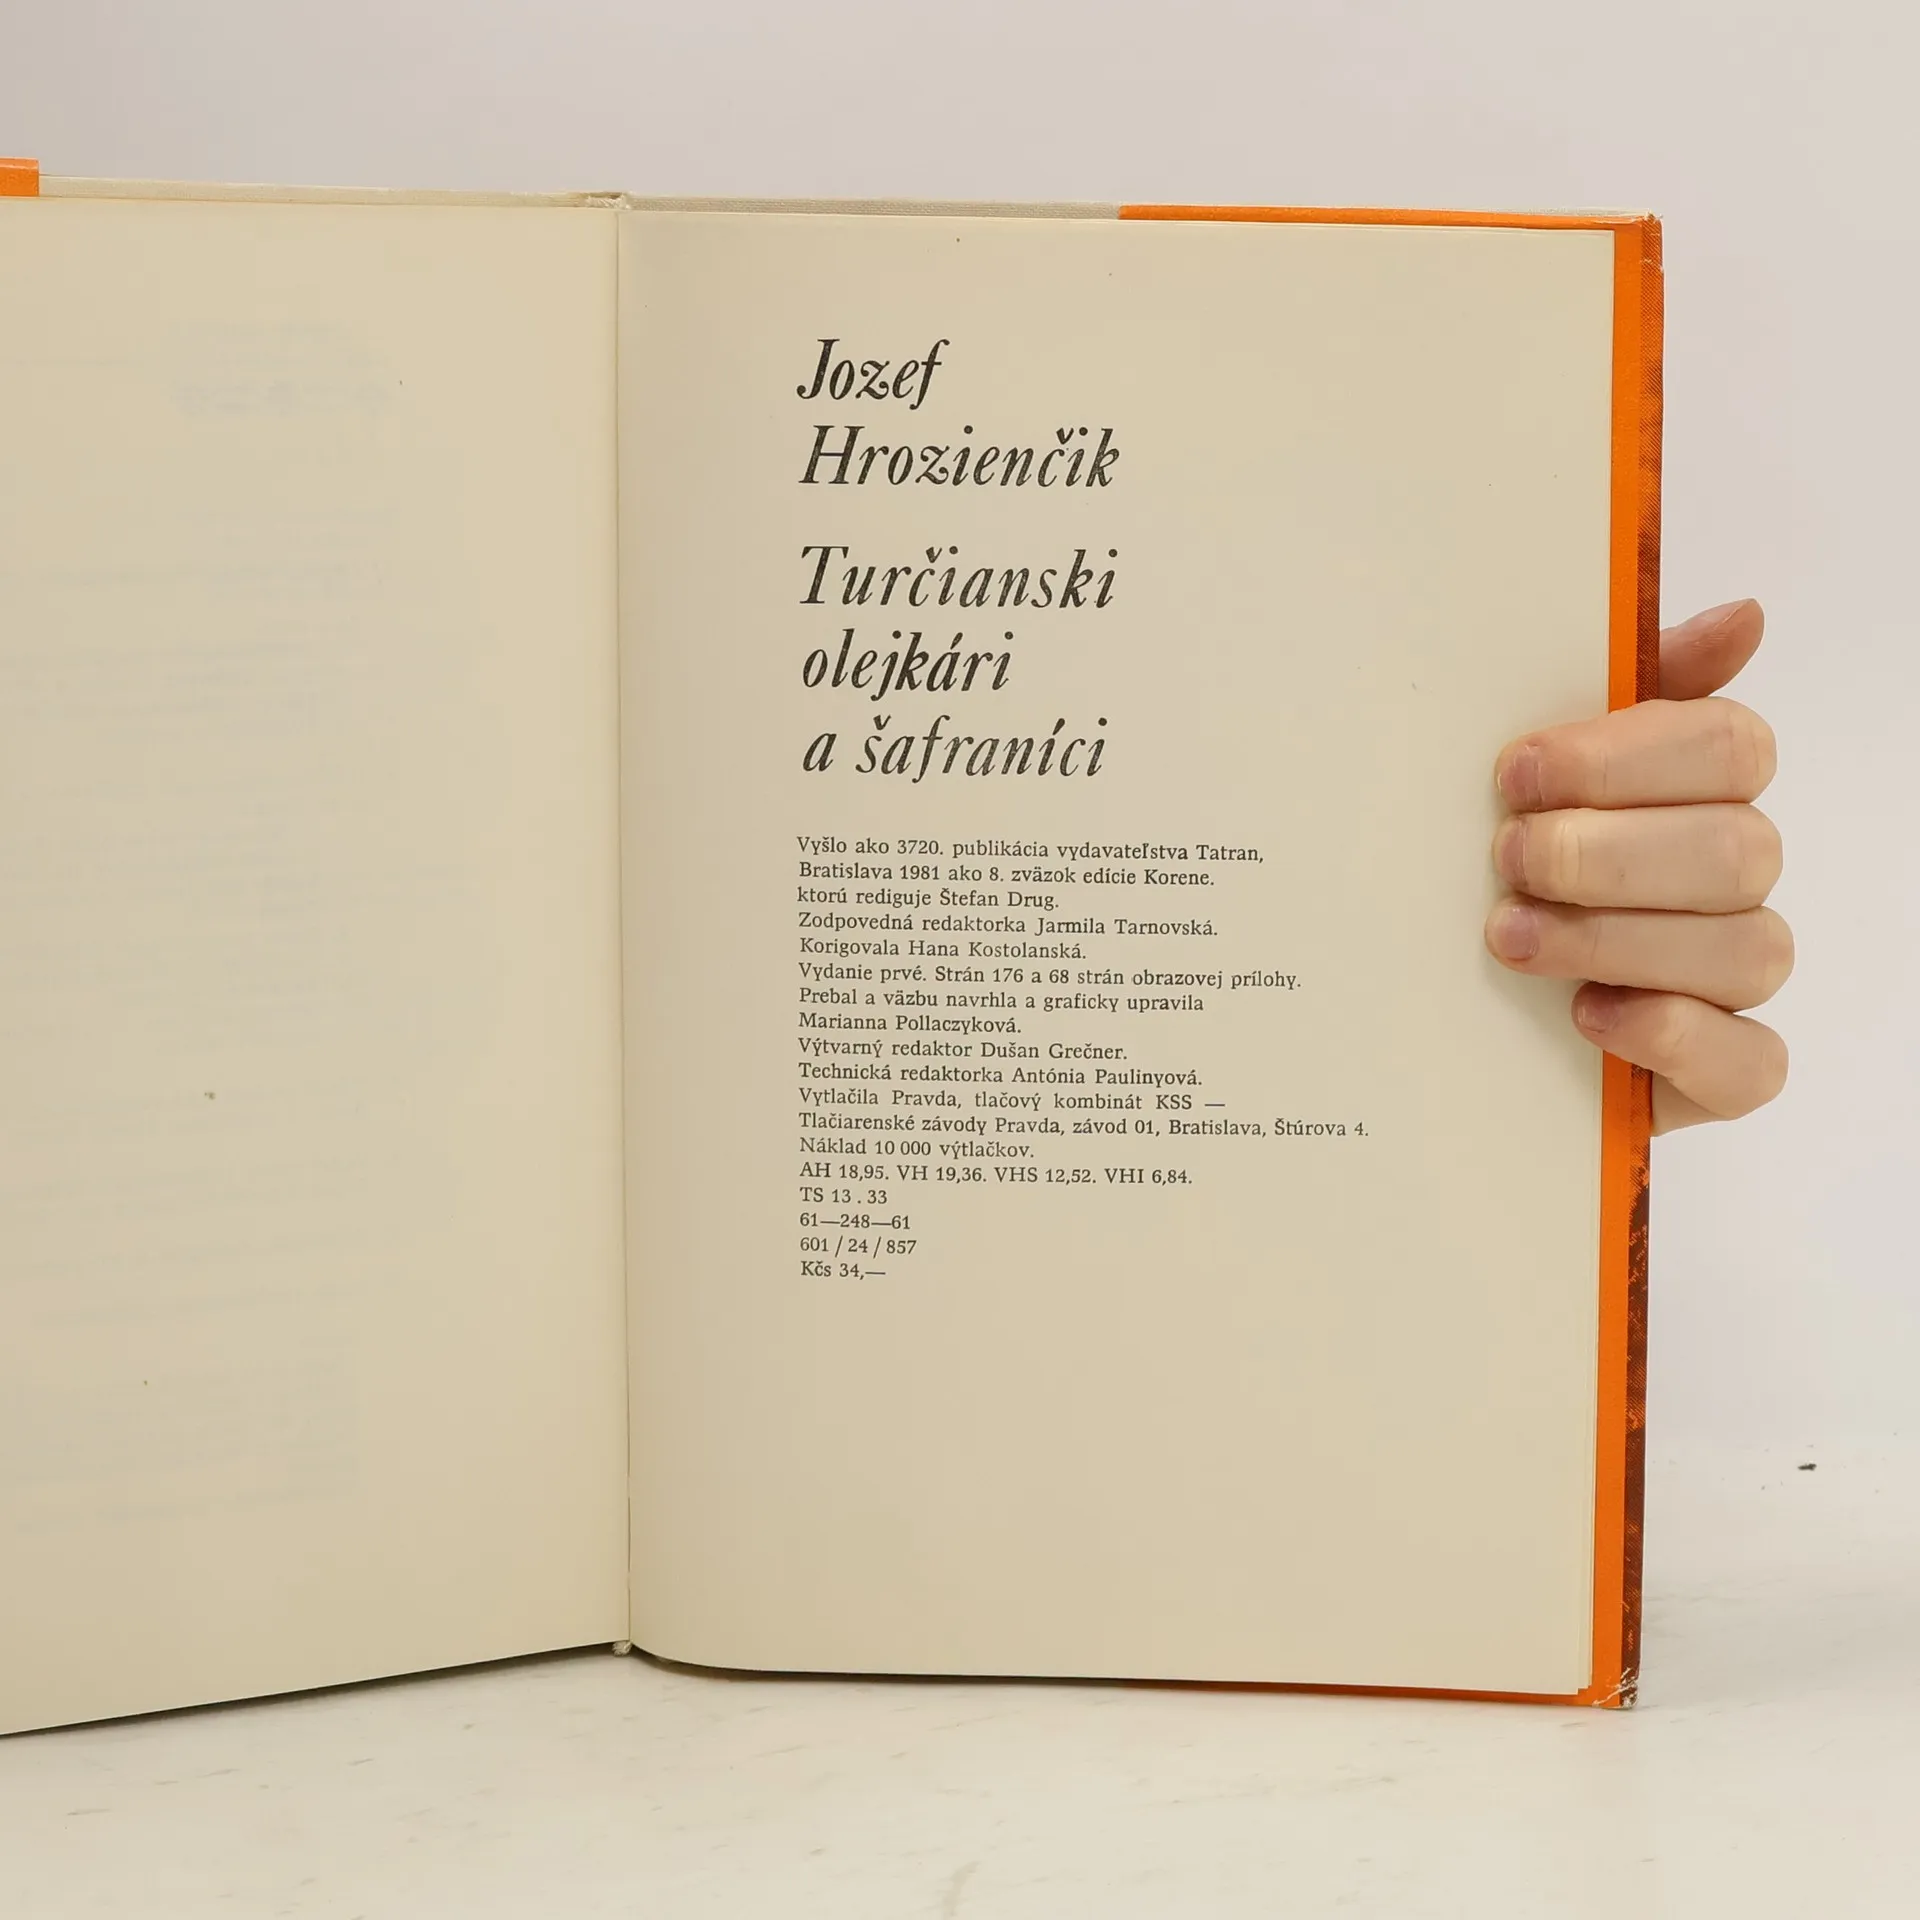 Jozef
Hrozienčik
Turčianski
olejkári
a šafraníci
Vyšlo ako 3720. publikácia vydavateľstva Tatran,
Bratislava 1981 ako 8. zväzok edície Korene.
ktorú rediguje Štefan Drug.
Zodpovedná redaktorka Jarmila Tarnovská.
Korigovala Hana Kostolanská.
Vydanie prvé. Strán 176 a 68 strán obrazovej prílohy.
Prebal a väzbu navrhla a graficky upravila
Marianna Pollaczyková.
Výtvarný redaktor Dušan Grečner.
Technická redaktorka Antónia Paulinyová.
Vytlačila Pravda, tlačový kombinát KSS —
Tlačiarenské závody Pravda, závod 01, Bratislava, Štúrova 4.
Náklad 10 000 výtlačkov.
AH 18,95. VH 19,36. VHS 12,52. VHI 6,84.
TS 13 . 33
61—248—61
601 / 24 / 857
Kčs 34,—